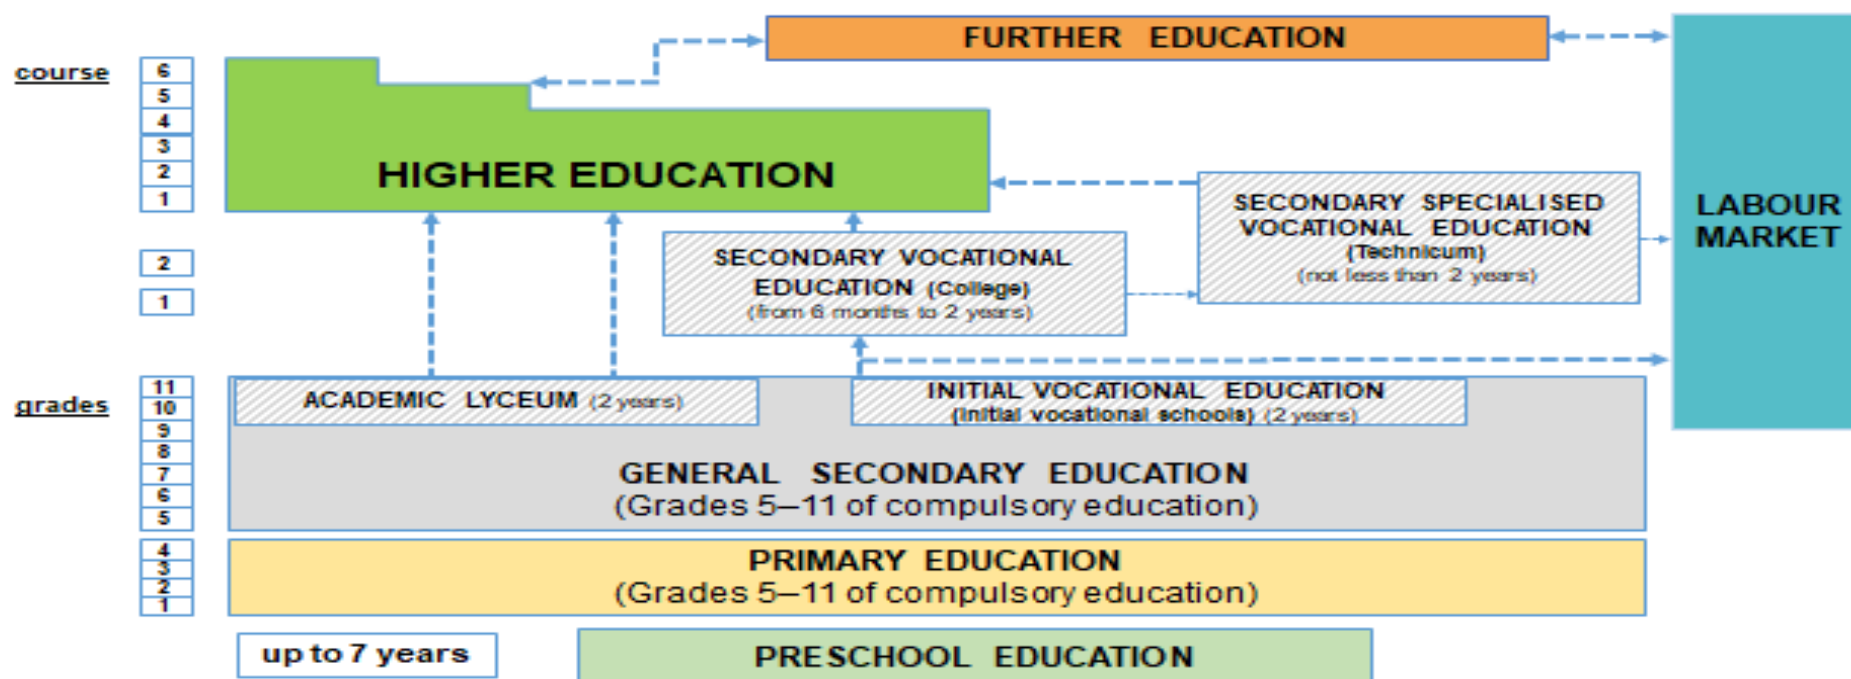 FURTHER EDUCATION
course
6
5
4
3
2
1
HIGHER EDUCATION
SECONDARY SPECIALISED
VOCATIONAL EDUCATION
(Technicum)
(not less than 2 years)
LABOUR
MARKET
2
1
SECONDARY VOCATIONAL
EDUCATION (College)
(from 6 months to 2 years)
grades
11
10
9
8
7
6
5
ACADEMIC LYCEUM (2 years)
INITIAL VOCATIONAL EDUCATION
(initial vocational schools) (2 years)
GENERAL SECONDARY EDUCATION
(Grades 5–11 of compulsory education)
4
3
2
1
PRIMARY EDUCATION
(Grades 5–11 of compulsory education)
up to 7 years
PRESCHOOL EDUCATION